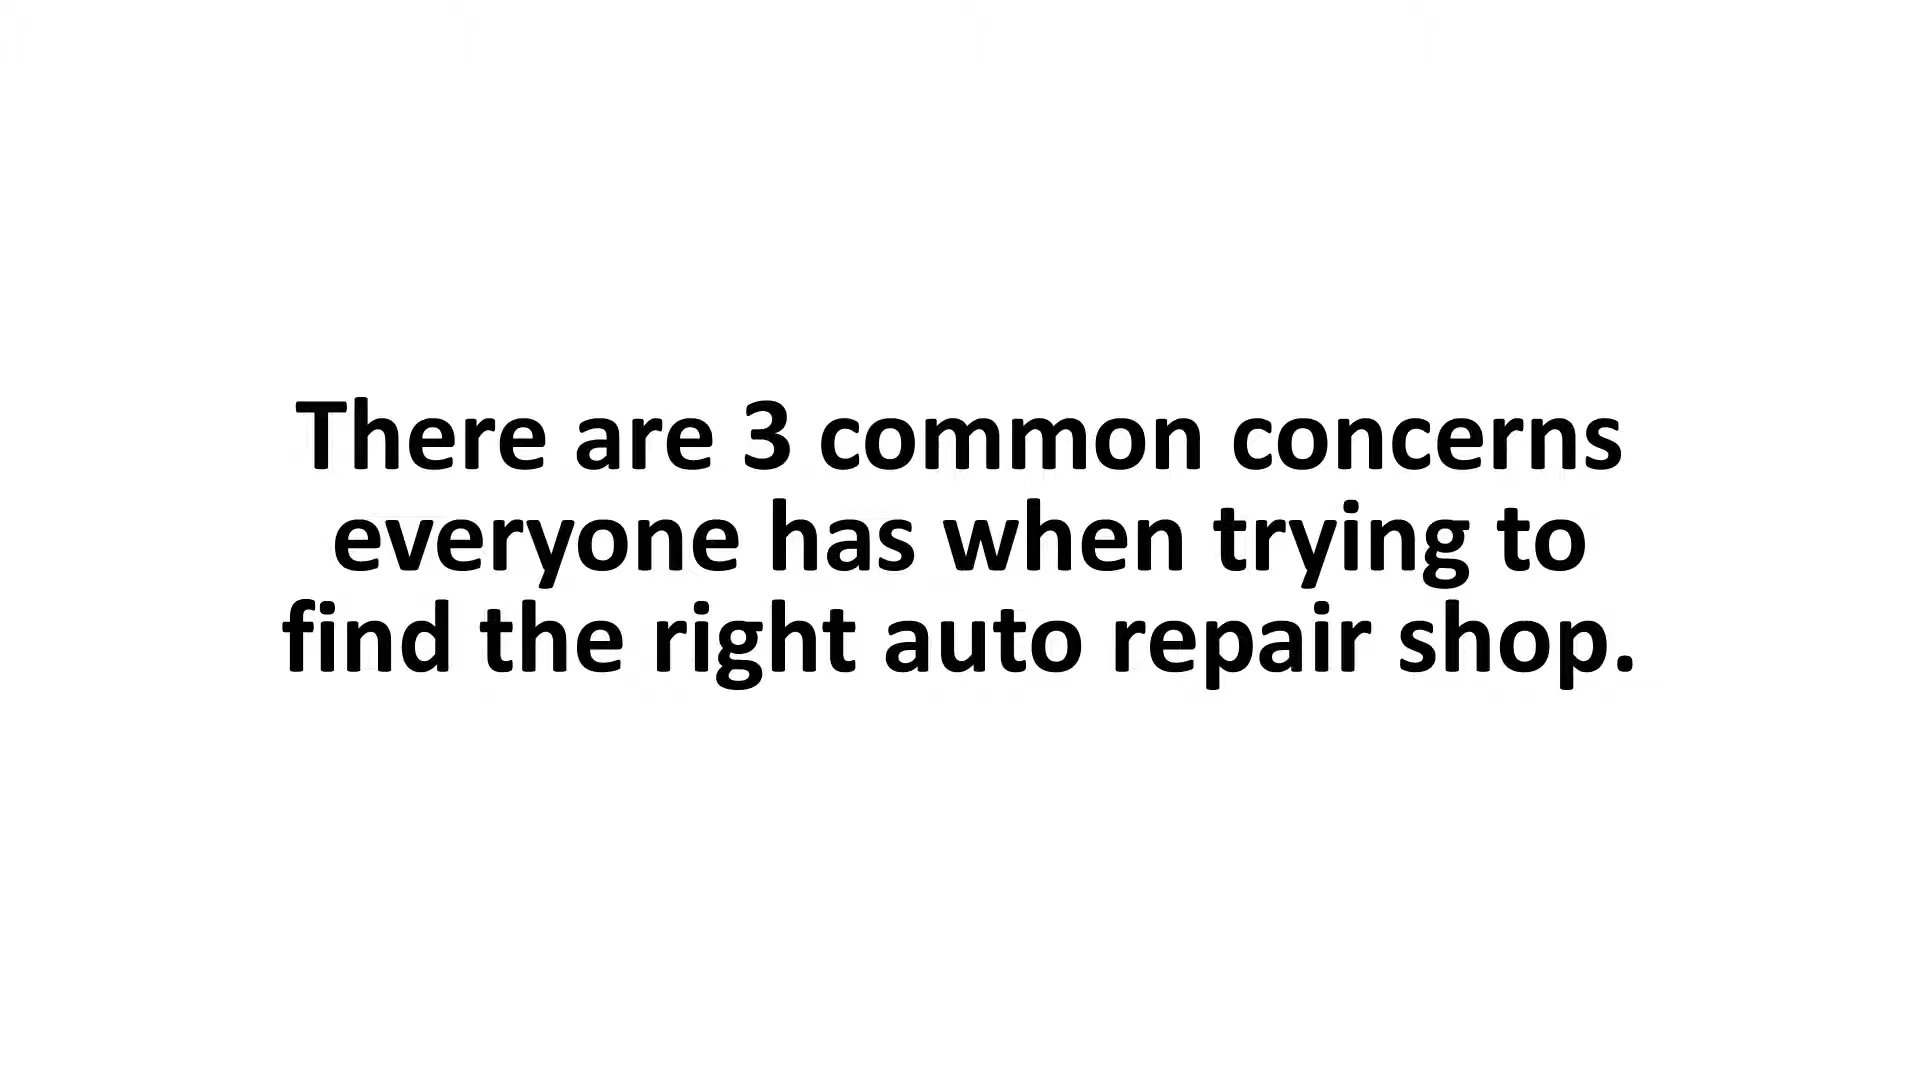 There are 3 common concerns
everyone has when trying to
find the right auto repair shop.